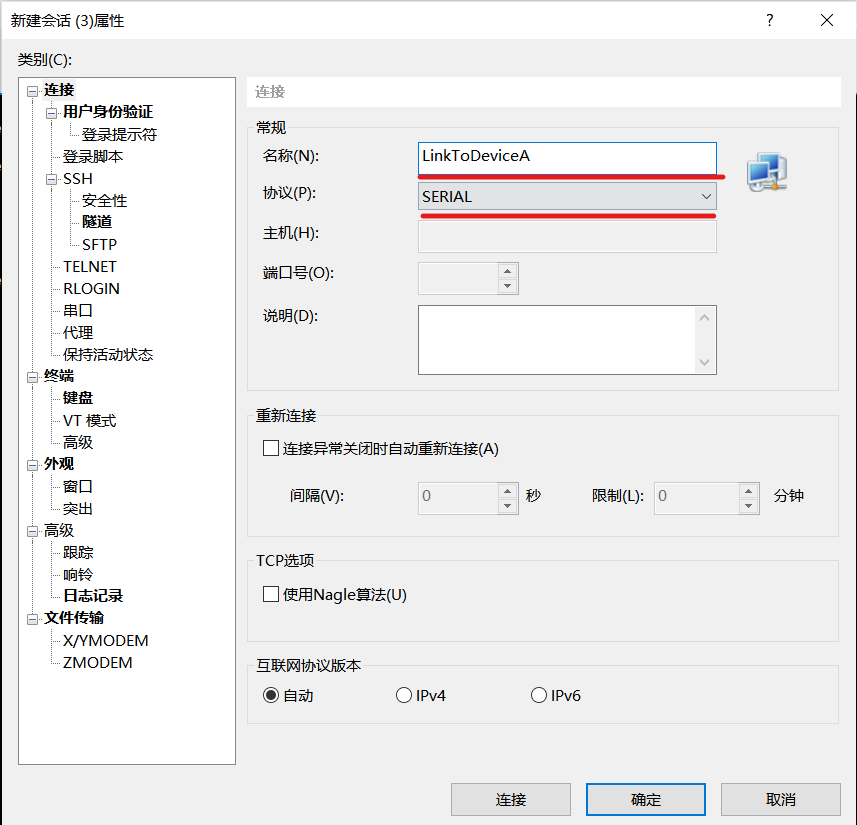 新建会话 (3)属性
?
类别(C):
连接
用户身份验证
登录提示符
登录脚本
SSH
安全性
隧道
SFTP
TELNET
RLOGIN
串口
代理
保持活动状态
终端
键盘
VT 模式
高级
外观
窗口
突出
高级
跟踪
响铃
日志记录
文件传输
X/YMODEM
ZMODEM
连接
常规
名称(N): LinkToDeviceA
协议(P): SERIAL
主机(H):
端口号(O):
说明(D):
重新连接
连接异常关闭时自动重新连接(A)
间隔(V): 0 秒 限制(L): 0 分钟
TCP选项
使用Nagle算法(U)
互联网协议版本
自动 IPv4 IPv6
连接 确定 取消